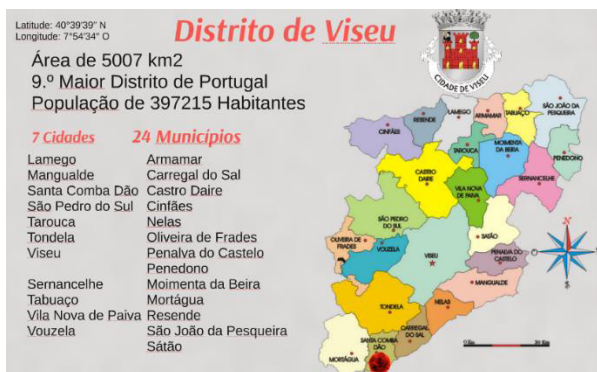 Latitude: 40°39'39" N
Longitude: 7°54'34" O
Distrito de Viseu
Área de 5007 km2
9.º Maior Distrito de Portugal
População de 397215 Habitantes
CIDADE DE VISEU
7 Cidades
24 Municípios
Lamego
Mangualde
Santa Comba Dão
São Pedro do Sul
Tarouca
Tondela
Viseu
Sernancelhe
Tabuaço
Vila Nova de Paiva
Vouzela
Armamar
Carregal do Sal
Castro Daire
Cinfães
Nelas
Oliveira de Frades
Penalva do Castelo
Penedono
Moimenta da Beira
Mortágua
Resende
São João da Pesqueira
Sátão
CINFÃES
RESENDE
LAMEGO
ARMAMAR
TABUAÇO
SÃO JOÃO DA
PESQUEIRA
TAROUCA
MOIMENTA
DA BEIRA
PENEDONO
SERNANCELHE
CASTRO
DAIRE
VILA NOVA
DE PAIVA
SÃO PEDRO
DO SUL
OLIVEIRA DE
FRADES
VOUZELA
VISEU
SATÃO
PENALVA DO
CASTELO
MANGUALDE
TONDELA
NELAS
CARREGAL
DO SAL
SANTA COMBA
DÃO
MORTÁGUA
N
0 Km
20 Km